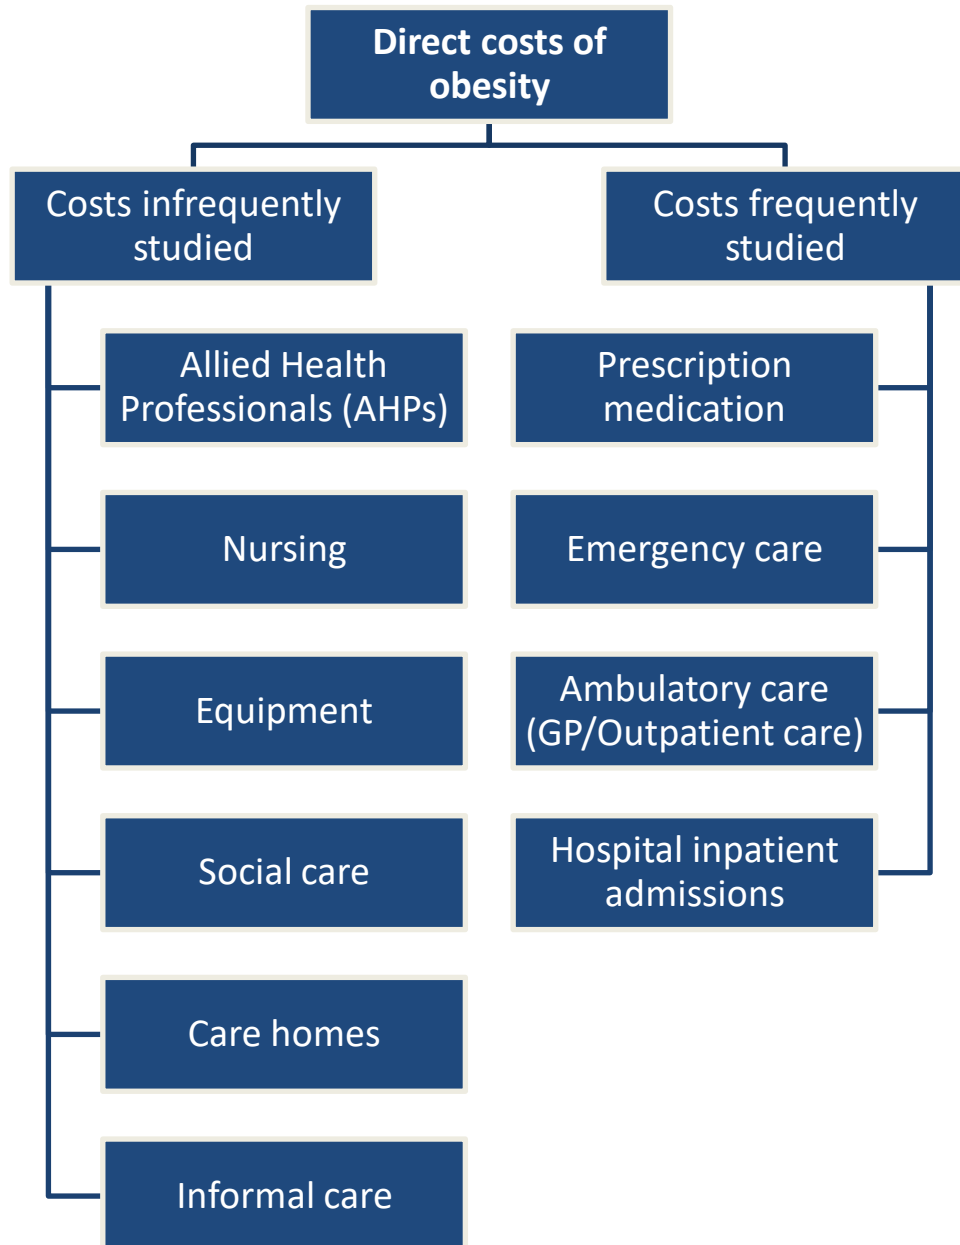 Direct costs of
obesity
Costs infrequently
studied
Costs frequently
studied
Allied Health
Professionals (AHPs)
Nursing
Equipment
Social care
Care homes
Informal care
Prescription
medication
Emergency care
Ambulatory care
(GP/Outpatient care)
Hospital inpatient
admissions